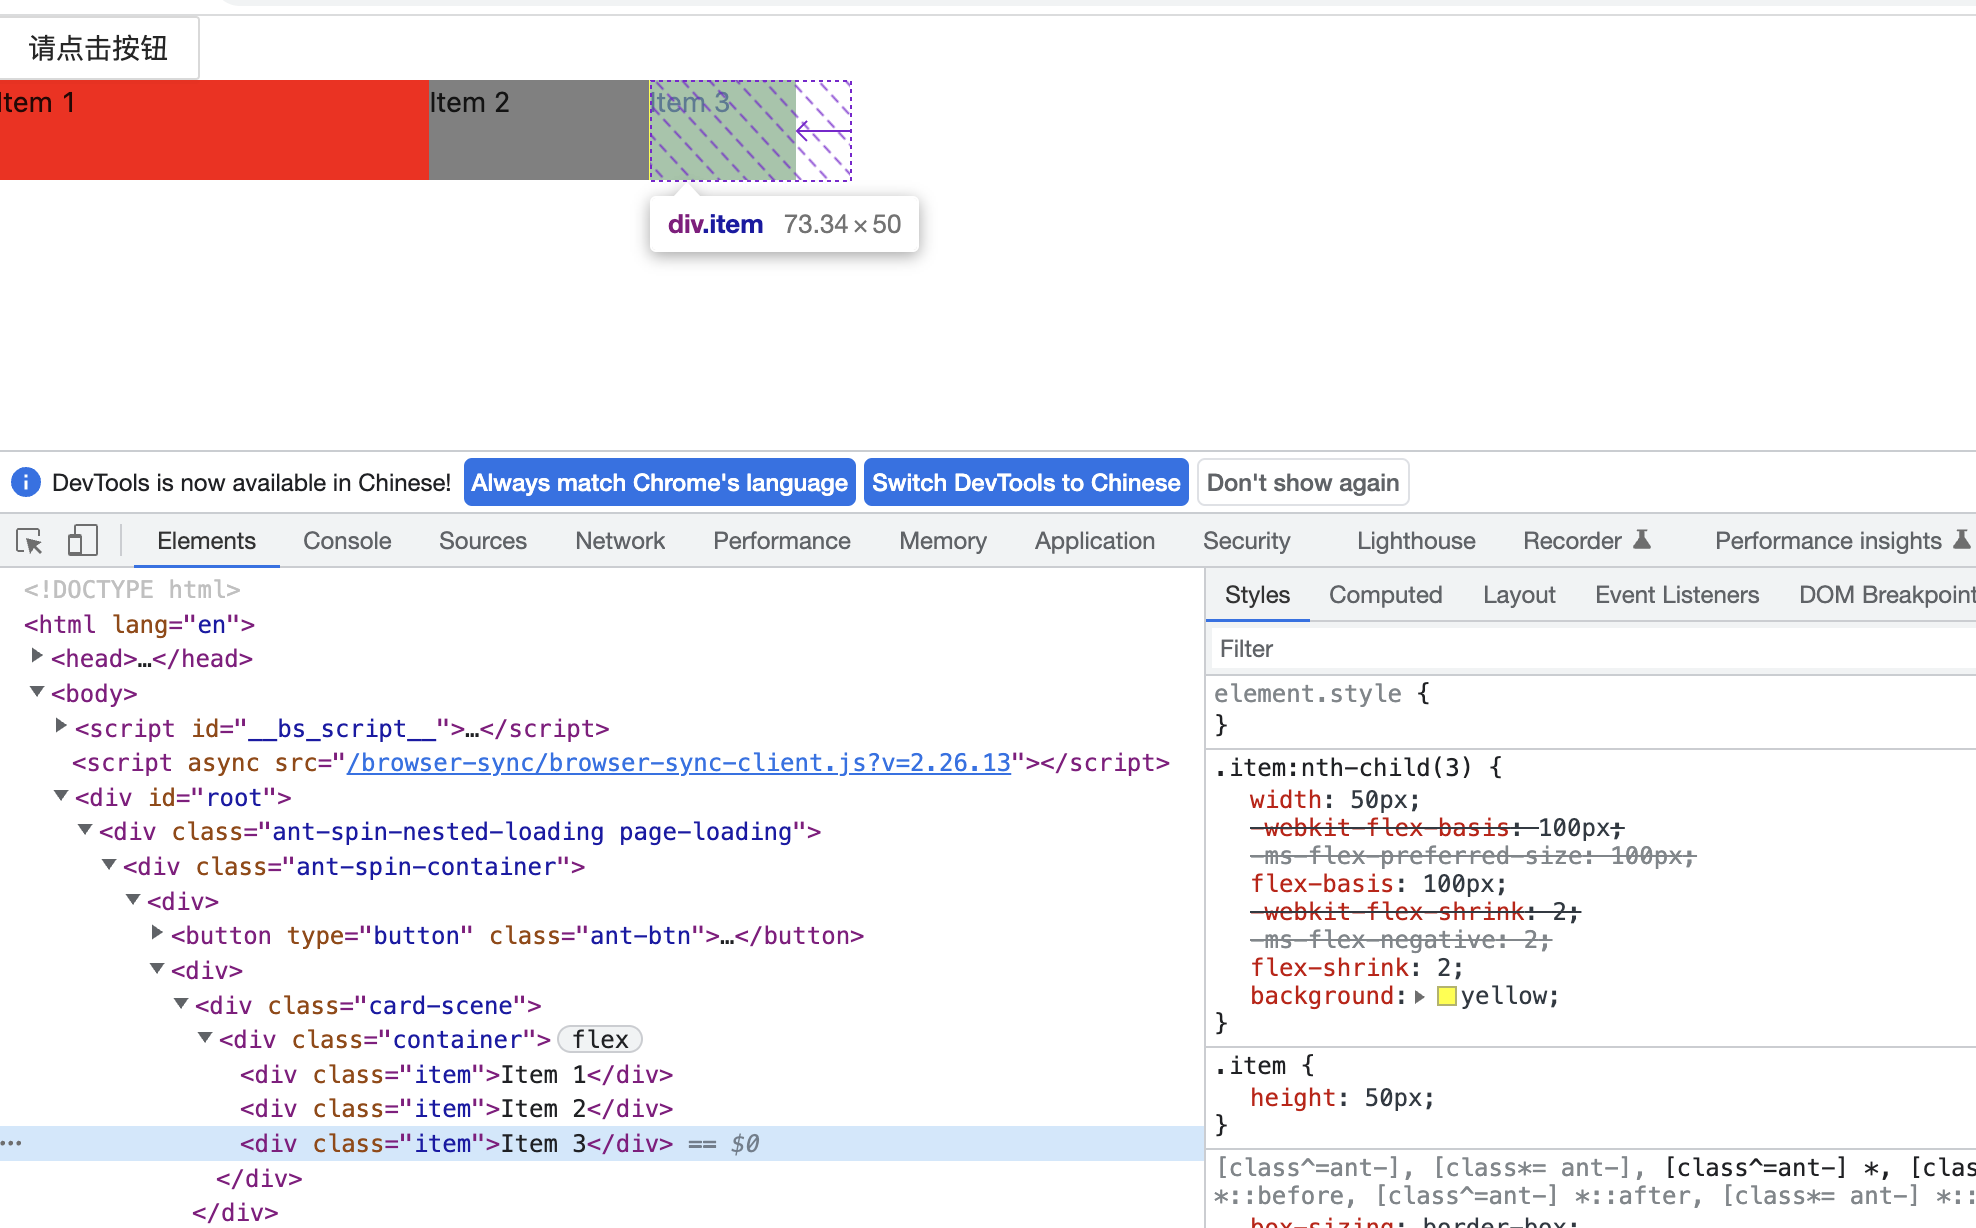 请点击按钮
Item 1
Item 2
Item 3
div.item 73.34×50
DevTools is now available in Chinese! Always match Chrome's language Switch DevTools to Chinese Don't show again
Elements Console Sources Network Performance Memory Application Security Lighthouse Recorder Performance insights
<!DOCTYPE html>
<html lang="en">
<head>…</head>
<body>
<script id="__bs_script__">…</script>
<script async src="/browser-sync/browser-sync-client.js?v=2.26.13"></script>
<div id="root">
<div class="ant-spin-nested-loading page-loading">
<div class="ant-spin-container">
<div>
<button type="button" class="ant-btn">…</button>
<div>
<div class="card-scene">
<div class="container"> flex
<div class="item">Item 1</div>
<div class="item">Item 2</div>
<div class="item">Item 3</div> == $0
</div>
</div>
Styles Computed Layout Event Listeners DOM Breakpoint
Filter
element.style {
}
.item:nth-child(3) {
width: 50px;
-webkit-flex-basis: 100px;
-ms-flex-preferred-size: 100px;
flex-basis: 100px;
-webkit-flex-shrink: 2;
-ms-flex-negative: 2;
flex-shrink: 2;
background: yellow;
}
.item {
height: 50px;
}
[class^=ant-], [class*= ant-], [class^=ant-] *, [clas
*::before, [class^=ant-] *::after, [class*= ant-] *::
box-sizing: border-box;